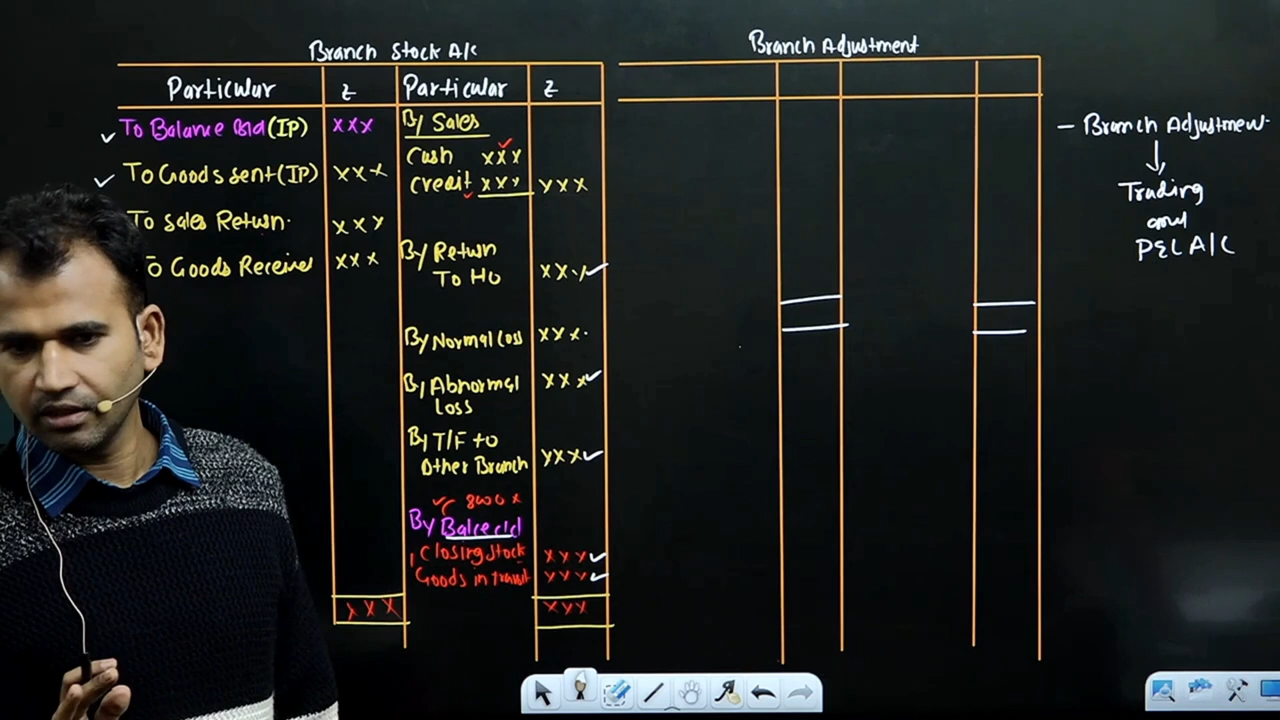 Branch Stock A/c
Particular ₹ Particular ₹
To Balance Bd (IP) xxx
To Goods sent (IP) xxx
To Sales Return. xxx
To Goods Receive xxx
By Sales
Cash xxx
Credit xxx xxx
By Return
To HO xxx
By Normal Loss xxx
By Abnormal
Loss xxx
By T/F to
Other Branch xxx
8000 x
By Balce c/d
Closing Stock xxx
Goods in transit xxx
xxx xxx
Branch Adjustment
– Branch Adjustment
Trading
and
P&L A/C